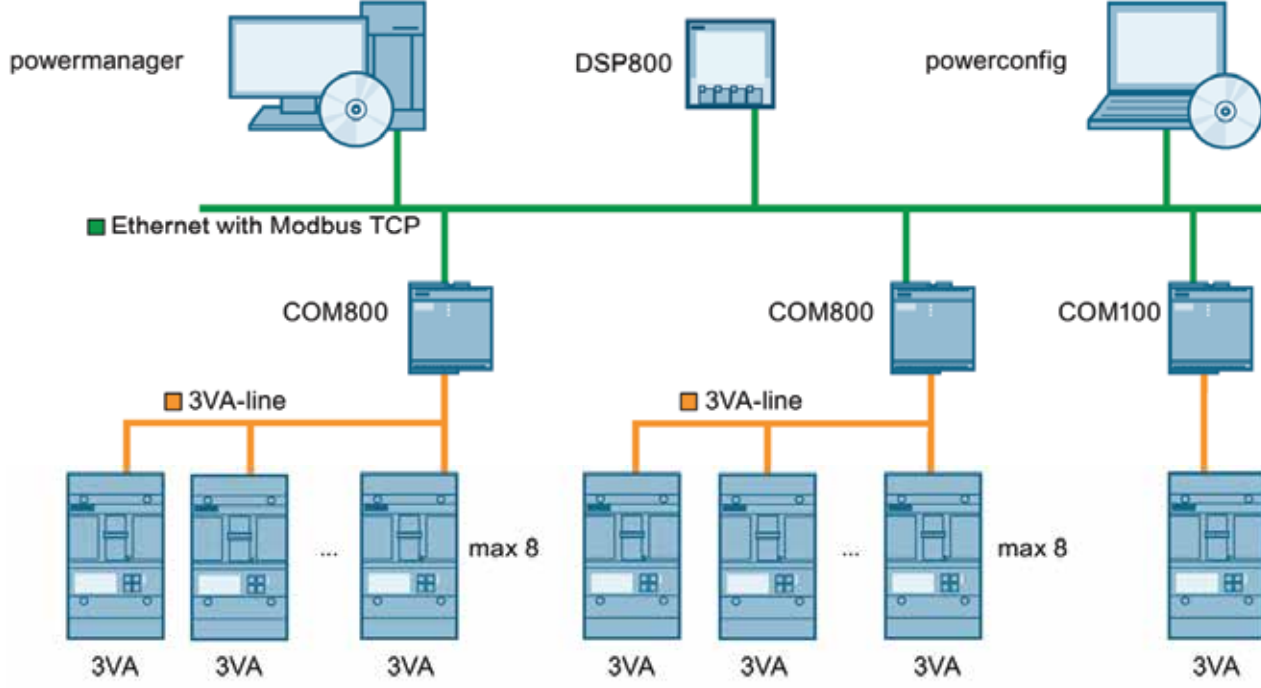 powermanager
DSP800
powerconfig
Ethernet with Modbus TCP
COM800
COM800
COM100
3VA-line
3VA-line
...
max 8
...
max 8
3VA
3VA
3VA
3VA
3VA
3VA
3VA